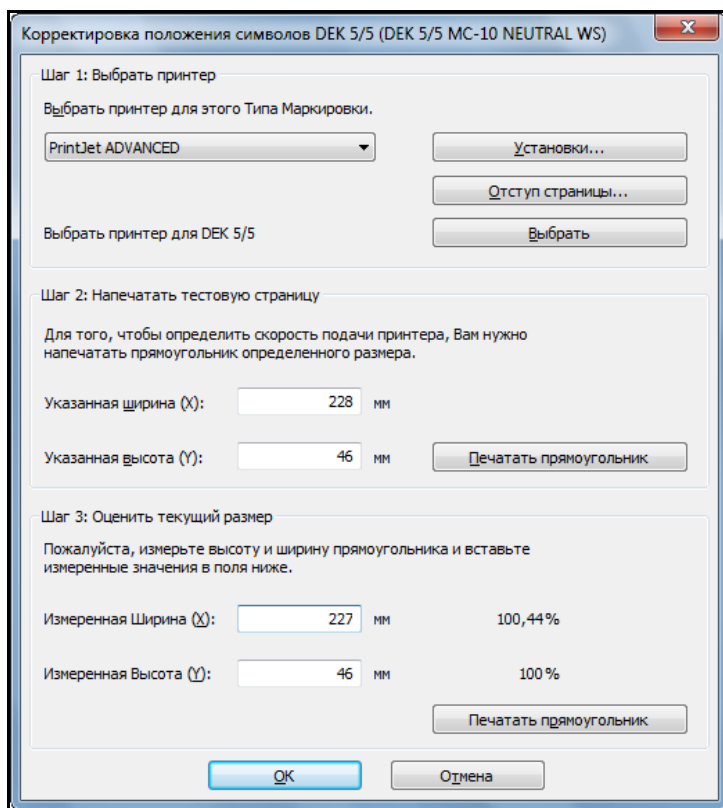 Корректировка положения символов DEK 5/5 (DEK 5/5 MC-10 NEUTRAL WS)
Шаг 1: Выбрать принтер
Выбрать принтер для этого Типа Маркировки.
PrintJet ADVANCED
Установки...
Отступ страницы...
Выбрать принтер для DEK 5/5
Выбрать
Шаг 2: Напечатать тестовую страницу
Для того, чтобы определить скорость подачи принтера, Вам нужно
напечатать прямоугольник определенного размера.
Указанная ширина (X): 228 мм
Указанная высота (Y): 46 мм
Печатать прямоугольник
Шаг 3: Оценить текущий размер
Пожалуйста, измерьте высоту и ширину прямоугольника и вставьте
измеренные значения в поля ниже.
Измеренная Ширина (X): 227 мм 100,44%
Измеренная Высота (Y): 46 мм 100 %
Печатать прямоугольник
OK Отмена